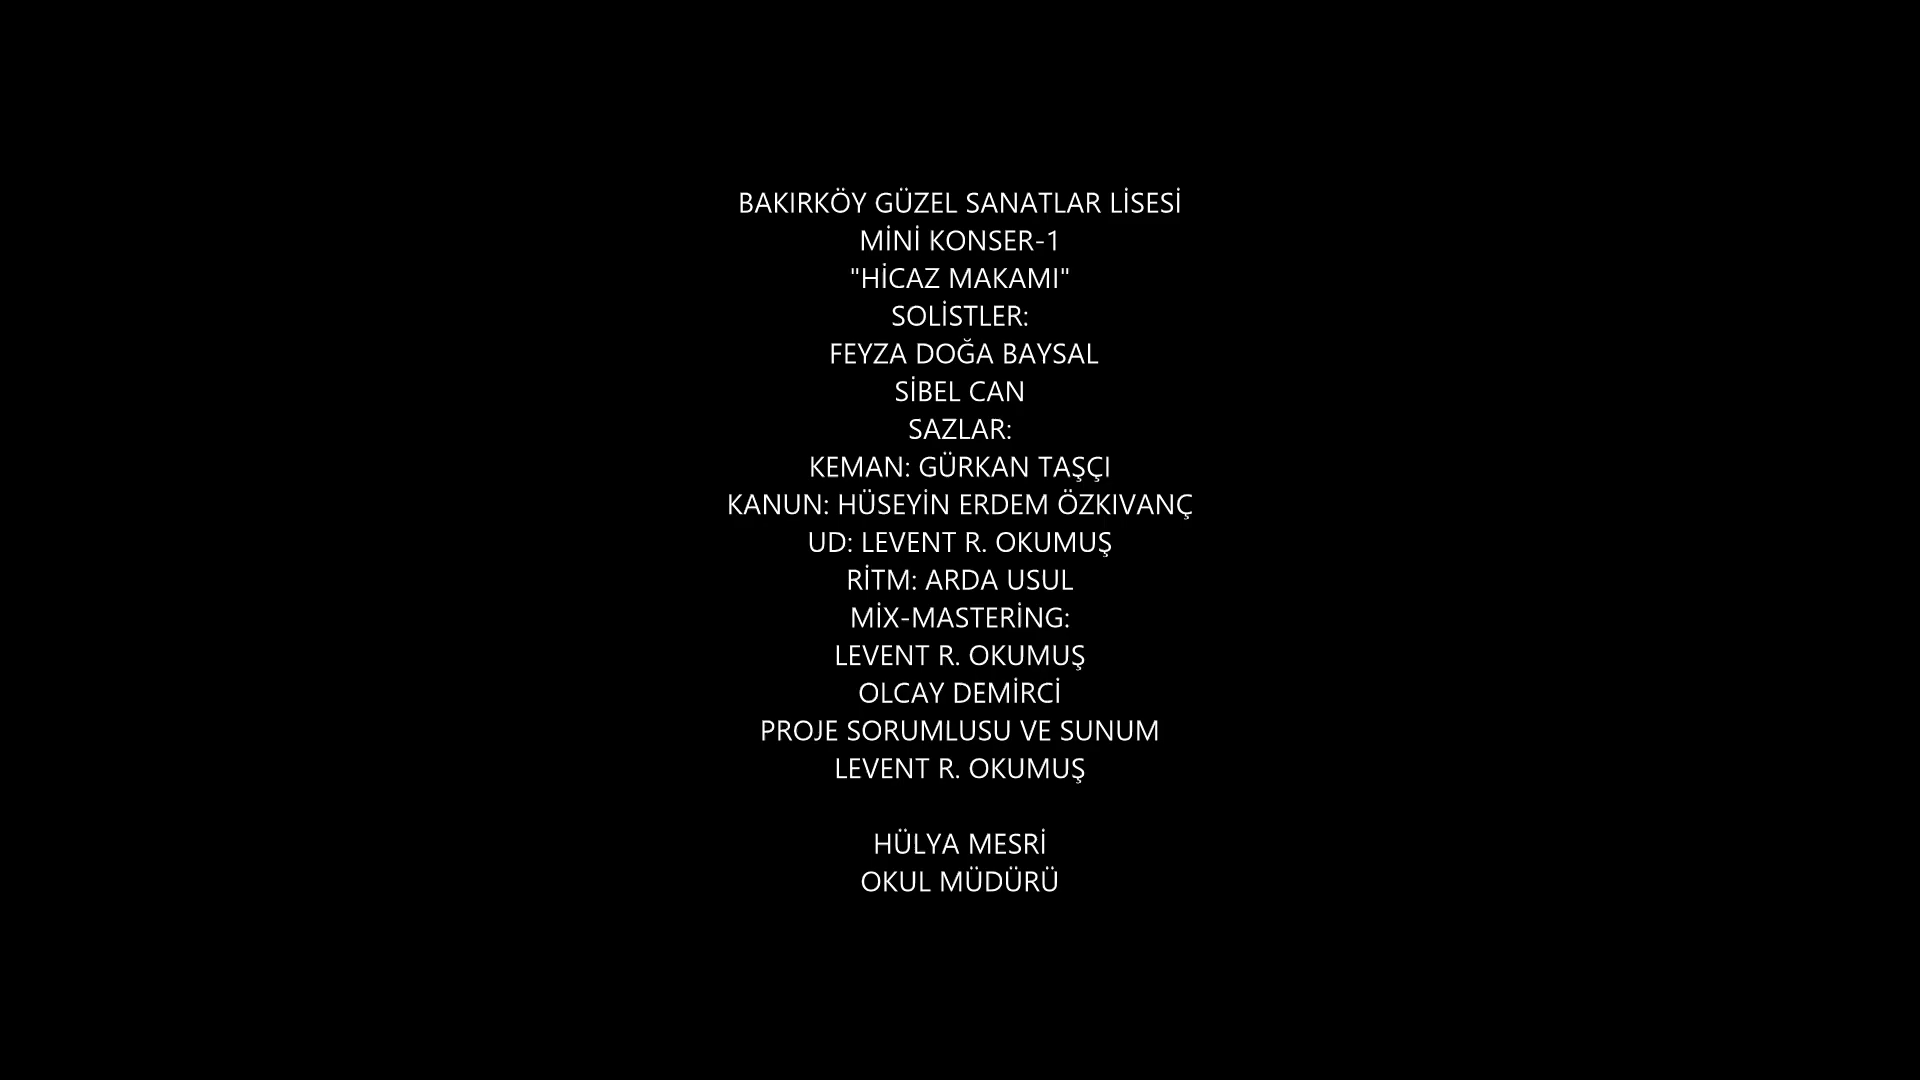 BAKIRKÖY GÜZEL SANATLAR LİSESİ
MİNİ KONSER-1
"HİCAZ MAKAMI"
SOLİSTLER:
FEYZA DOĞA BAYSAL
SİBEL CAN
SAZLAR:
KEMAN: GÜRKAN TAŞÇI
KANUN: HÜSEYİN ERDEM ÖZKIVANÇ
UD: LEVENT R. OKUMUŞ
RİTM: ARDA USUL
MİX-MASTERİNG:
LEVENT R. OKUMUŞ
OLCAY DEMİRCİ
PROJE SORUMLUSU VE SUNUM
LEVENT R. OKUMUŞ
HÜLYA MESRİ
OKUL MÜDÜRÜ